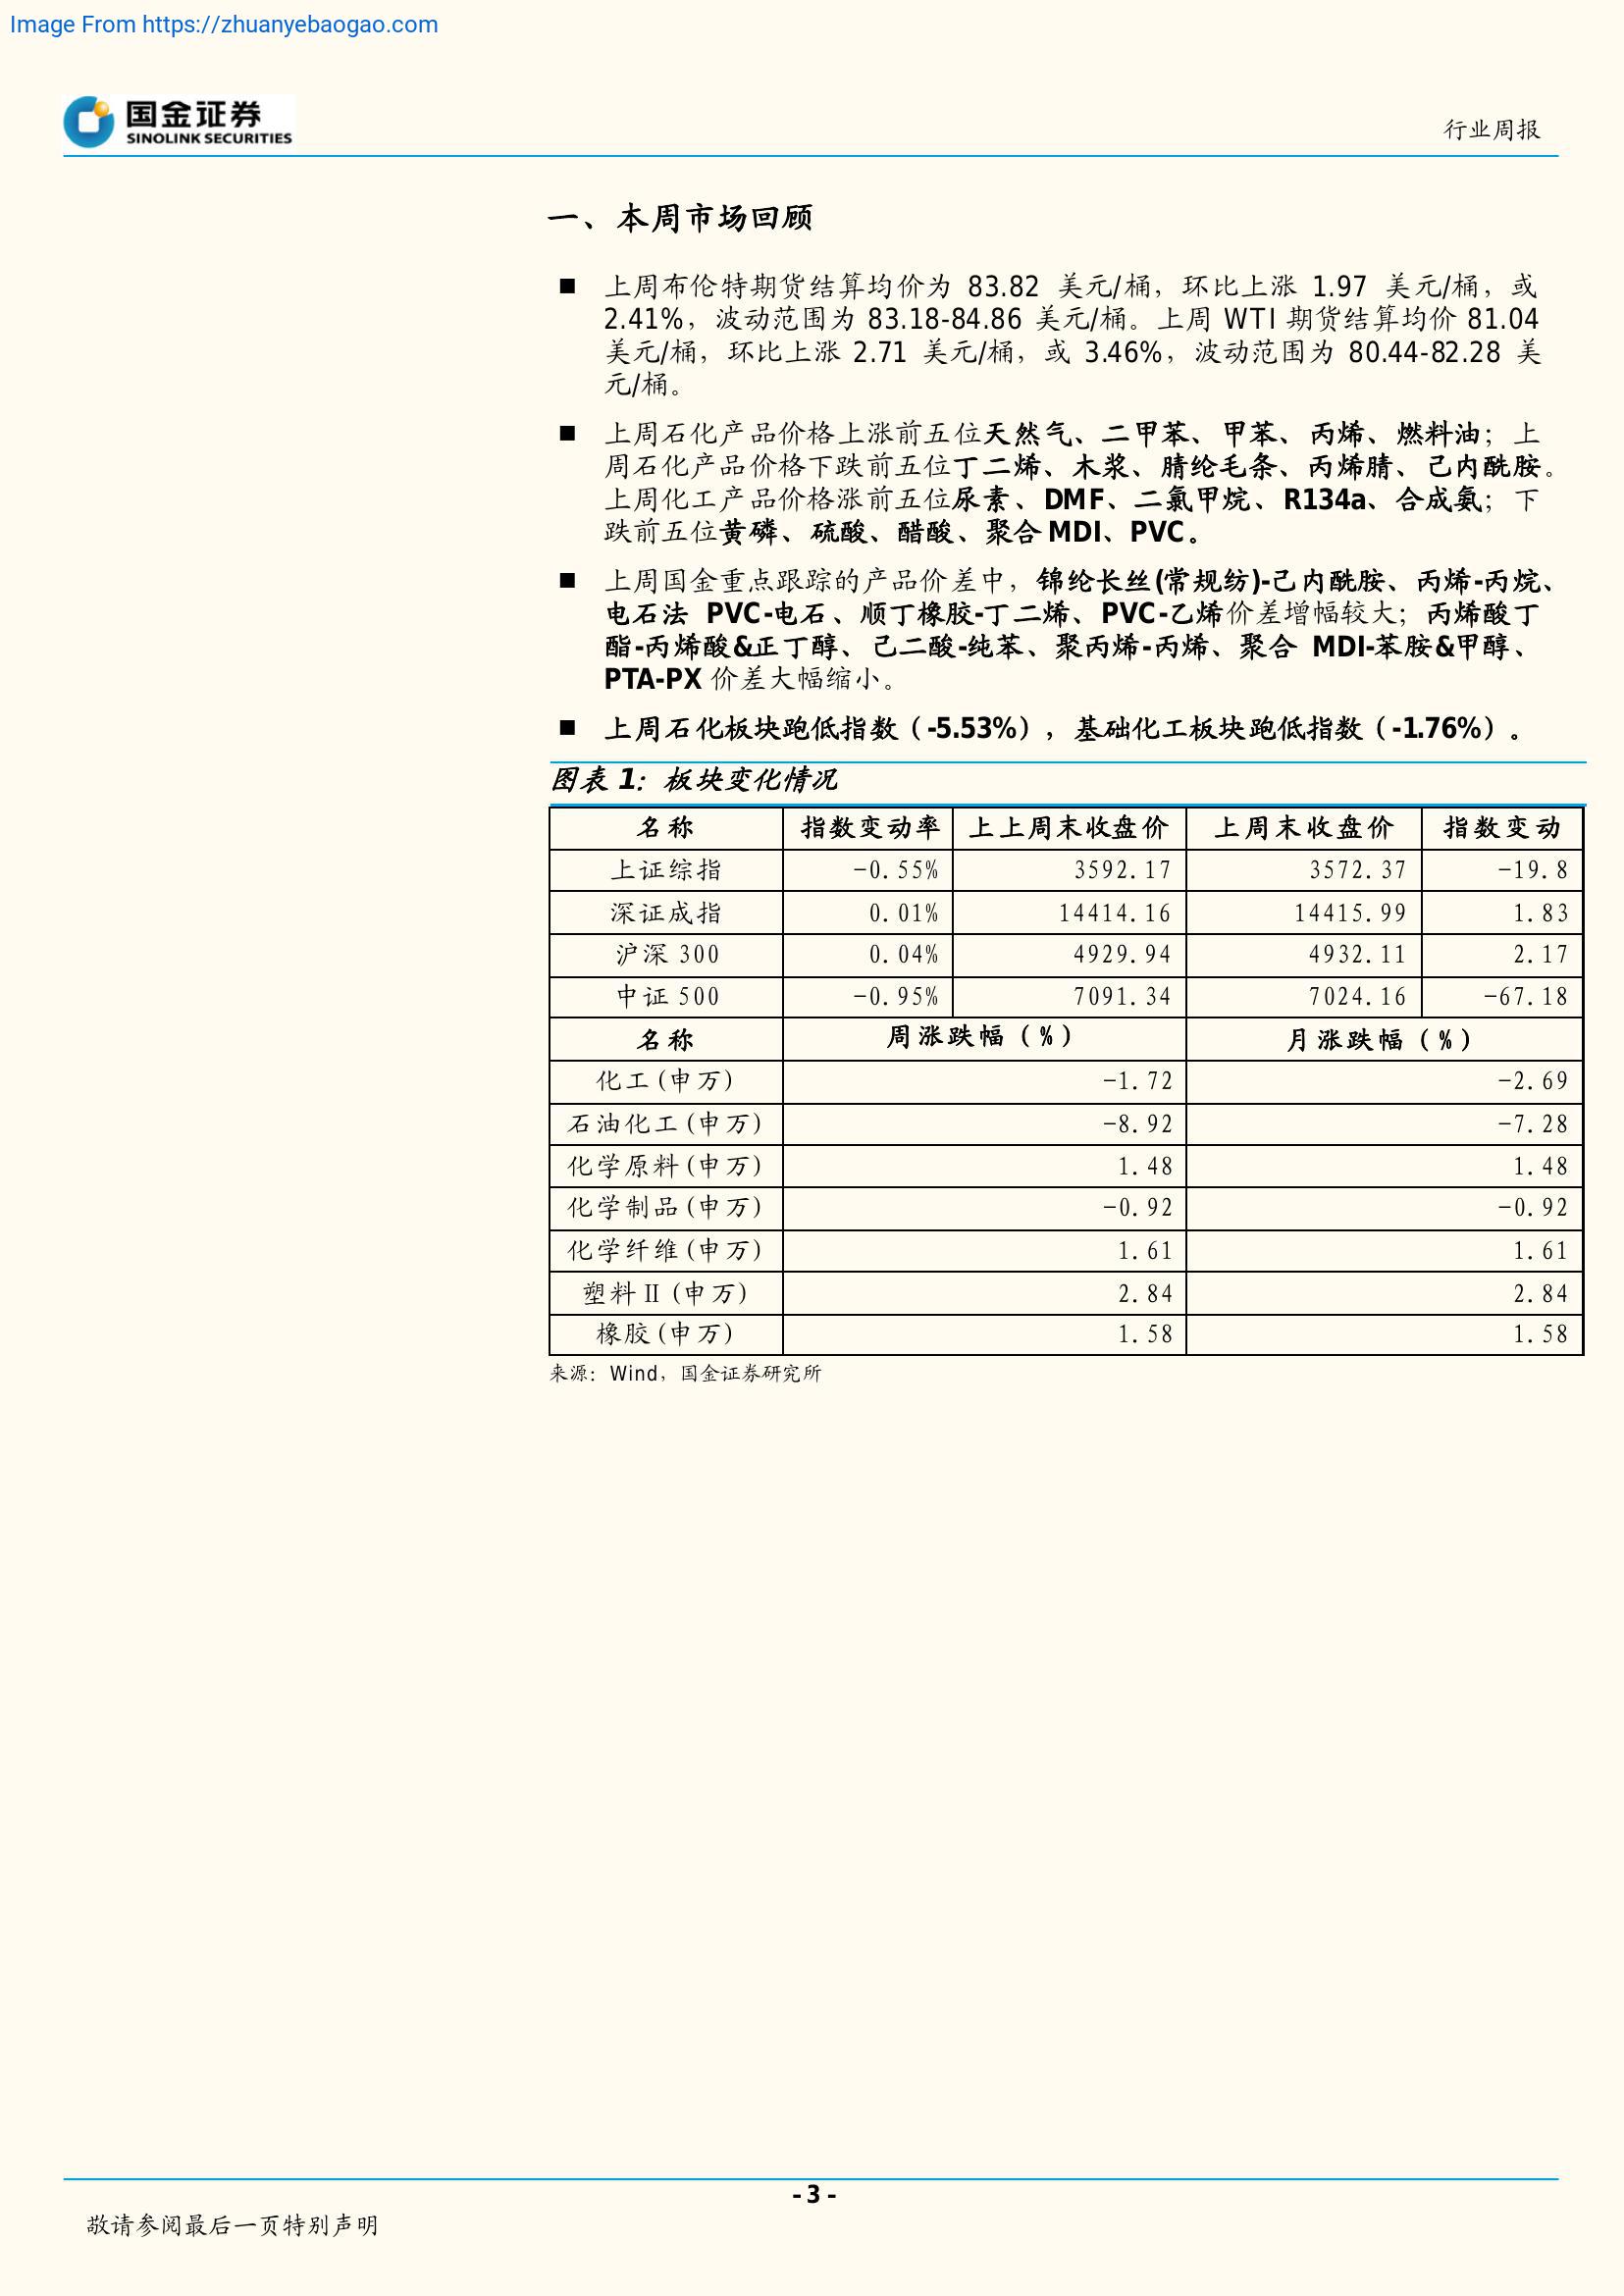 Image From https://zhuanyebaogao.com
国金证券
SINOLINK SECURITIES
行业周报
一、本周市场回顾
■ 上周布伦特期货结算均价为 83.82 美元/桶，环比上涨 1.97 美元/桶，或
2.41%，波动范围为 83.18-84.86 美元/桶。上周 WTI 期货结算均价 81.04
美元/桶，环比上涨 2.71 美元/桶，或 3.46%，波动范围为 80.44-82.28 美
元/桶。
■ 上周石化产品价格上涨前五位天然气、二甲苯、甲苯、丙烯、燃料油；上
周石化产品价格下跌前五位丁二烯、木浆、腈纶毛条、丙烯腈、己内酰胺。
上周化工产品价格涨前五位尿素、DMF、二氯甲烷、R134a、合成氨；下
跌前五位黄磷、硫酸、醋酸、聚合 MDI、PVC。
■ 上周国金重点跟踪的产品价差中，锦纶长丝(常规纺)-己内酰胺、丙烯-丙烷、
电石法 PVC-电石、顺丁橡胶-丁二烯、PVC-乙烯价差增幅较大；丙烯酸丁
酯-丙烯酸&正丁醇、己二酸-纯苯、聚丙烯-丙烯、聚合 MDI-苯胺&甲醇、
PTA-PX 价差大幅缩小。
■ 上周石化板块跑低指数（-5.53%），基础化工板块跑低指数（-1.76%）。
图表 1：板块变化情况
名称 指数变动率 上上周末收盘价 上周末收盘价 指数变动
上证综指 -0.55% 3592.17 3572.37 -19.8
深证成指 0.01% 14414.16 14415.99 1.83
沪深 300 0.04% 4929.94 4932.11 2.17
中证 500 -0.95% 7091.34 7024.16 -67.18
名称 周涨跌幅（%） 月涨跌幅（%）
化工(申万) -1.72 -2.69
石油化工(申万) -8.92 -7.28
化学原料(申万) 1.48 1.48
化学制品(申万) -0.92 -0.92
化学纤维(申万) 1.61 1.61
塑料Ⅱ(申万) 2.84 2.84
橡胶(申万) 1.58 1.58
来源：Wind，国金证券研究所
- 3 -
敬请参阅最后一页特别声明